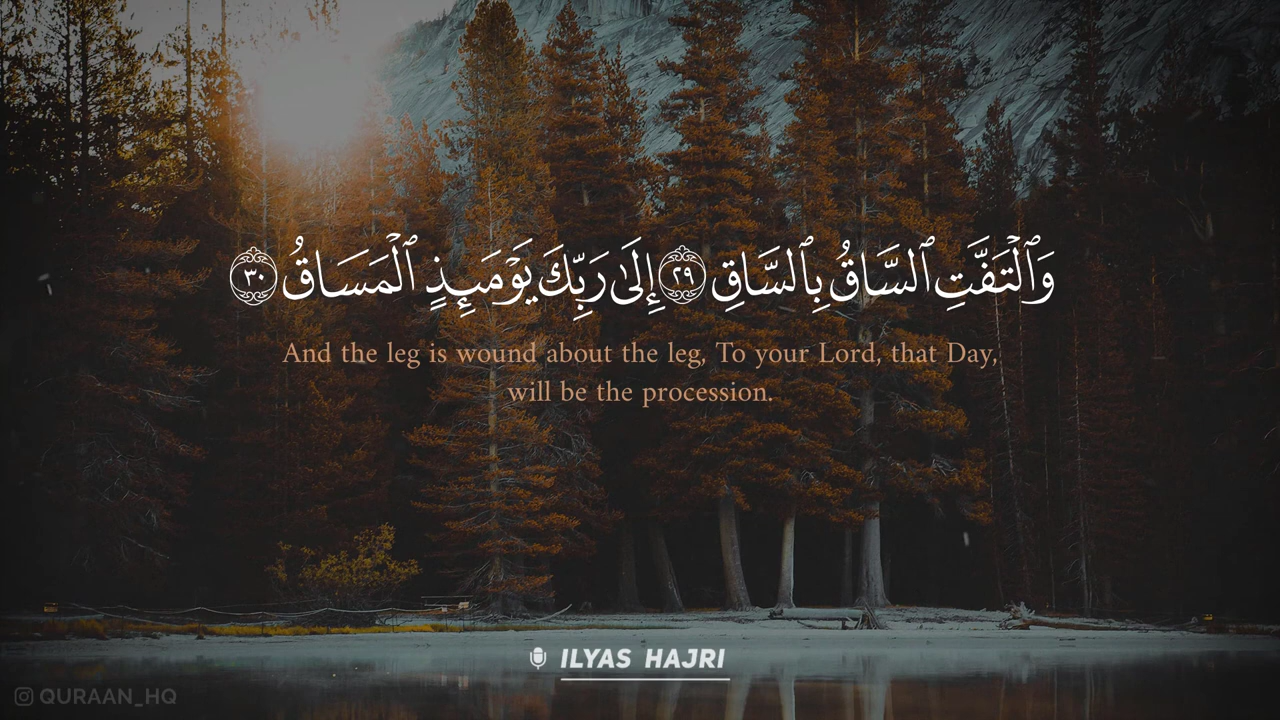 وَٱلْتَفَّتِ ٱلسَّاقُ بِٱلسَّاقِ ٢٩ إِلَىٰ رَبِّكَ يَوْمَئِذٍ ٱلْمَسَاقُ ٣٠
And the leg is wound about the leg, To your Lord, that Day,
will be the procession.
ILYAS HAJRI
QURAAN_HQ